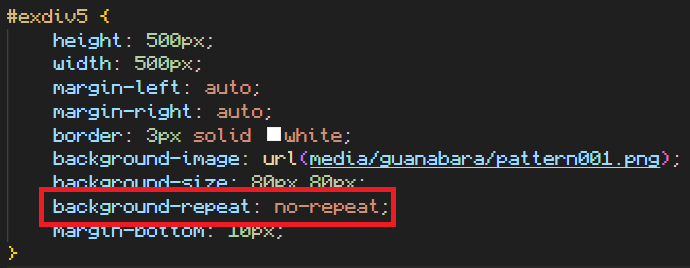 #exdiv5 {
height: 500px;
width: 500px;
margin-left: auto;
margin-right: auto;
border: 3px solid white;
background-image: url(media/guanabara/pattern001.png);
background-size: 80px 80px;
background-repeat: no-repeat;
margin-bottom: 10px;
}